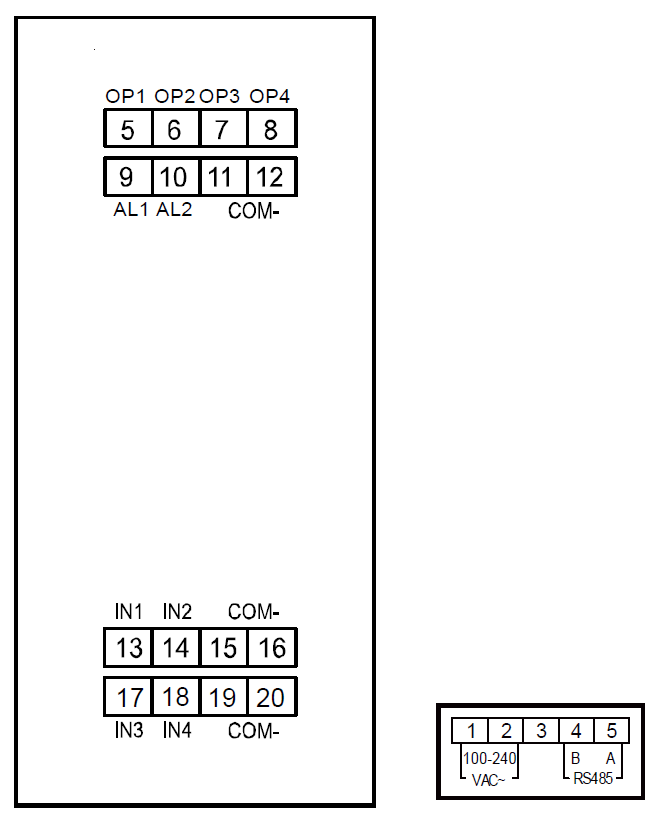 OP1 OP2 OP3 OP4
5 6 7 8
9 10 11 12
AL1 AL2 COM-
IN1 IN2 COM-
13 14 15 16
17 18 19 20
IN3 IN4 COM-
1 2 3 4 5
100-240 B A
VAC~ RS485